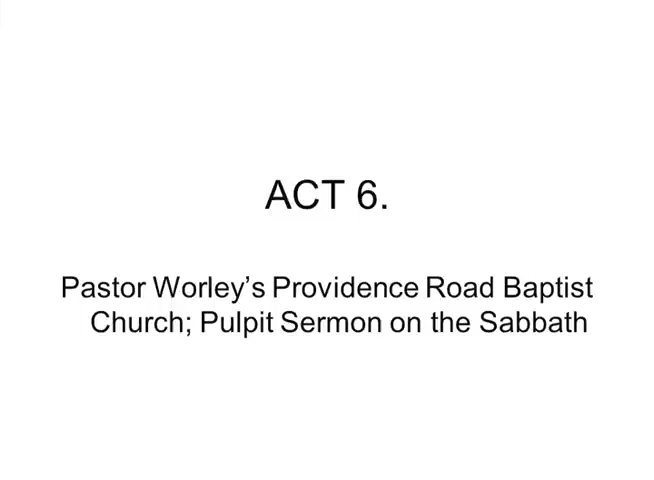 ACT 6.
Pastor Worley’s Providence Road Baptist
Church; Pulpit Sermon on the Sabbath